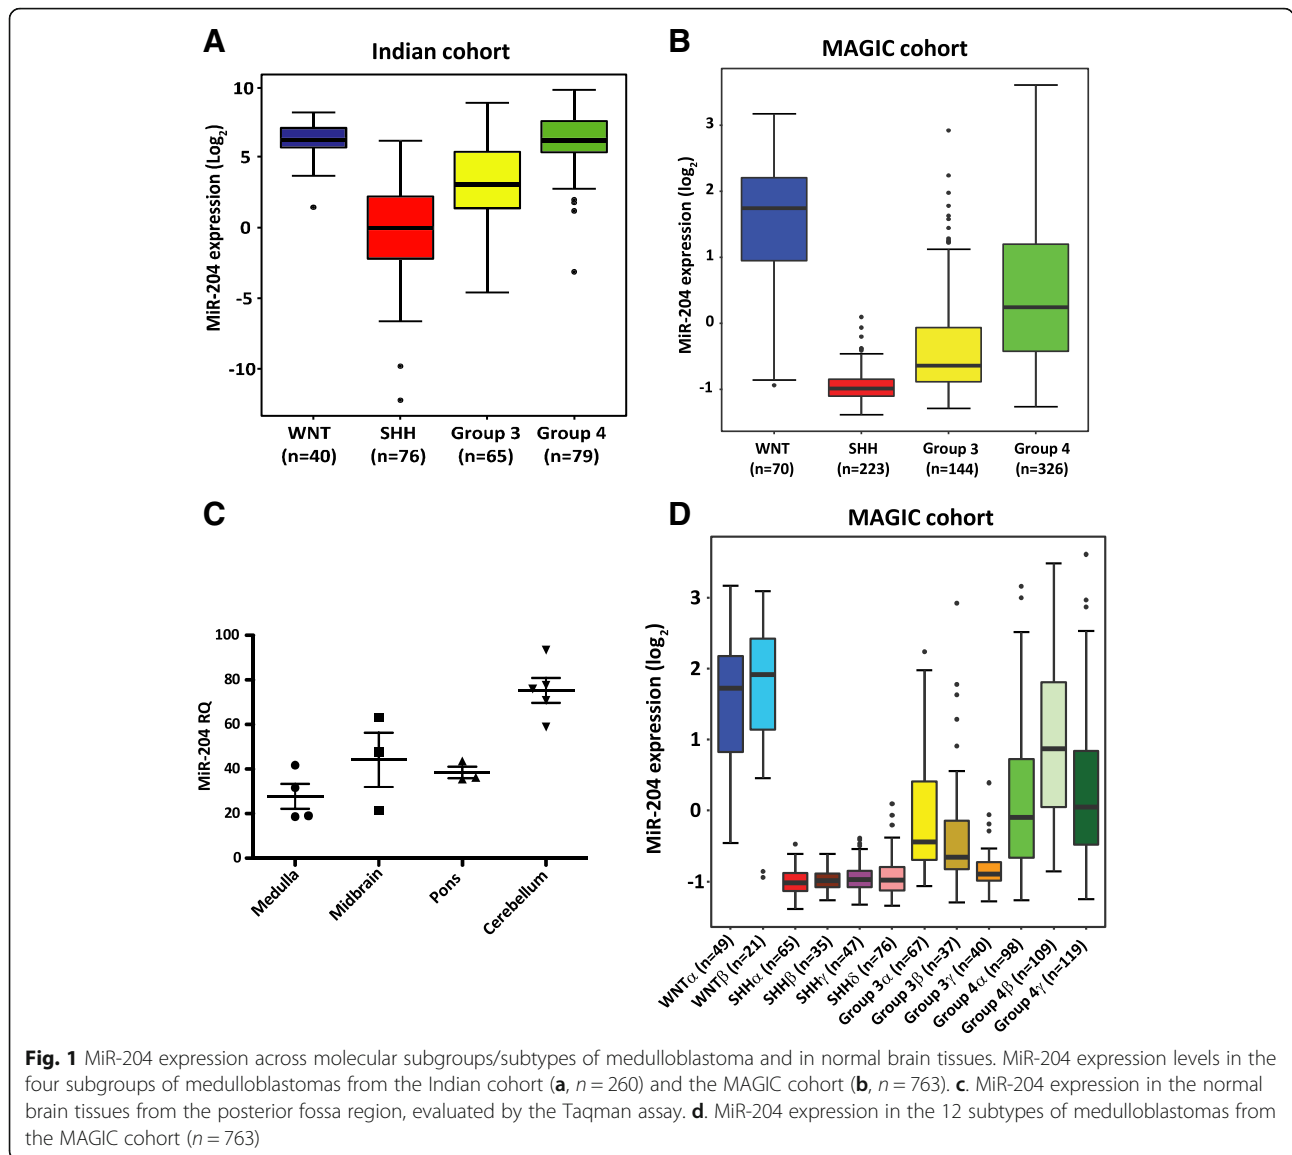 A
Indian cohort
MiR-204 expression (Log2)
10
5
0
-5
-10
WNT
(n=40)
SHH
(n=76)
Group 3
(n=65)
Group 4
(n=79)
B
MAGIC cohort
MiR-204 expression (log2)
3
2
1
0
-1
WNT
(n=70)
SHH
(n=223)
Group 3
(n=144)
Group 4
(n=326)
C
MiR-204 RQ
100
80
60
40
20
0
Medulla
Midbrain
Pons
Cerebellum
D
MAGIC cohort
MiR-204 expression (log2)
3
2
1
0
-1
WNTα (n=49)
WNTβ (n=21)
SHHα (n=65)
SHHβ (n=35)
SHHγ (n=47)
SHHδ (n=76)
Group 3α (n=67)
Group 3β (n=37)
Group 3γ (n=40)
Group 4α (n=98)
Group 4β (n=109)
Group 4γ (n=119)
Fig. 1 MiR-204 expression across molecular subgroups/subtypes of medulloblastoma and in normal brain tissues. MiR-204 expression levels in the
four subgroups of medulloblastomas from the Indian cohort (a, n = 260) and the MAGIC cohort (b, n = 763). c. MiR-204 expression in the normal
brain tissues from the posterior fossa region, evaluated by the Taqman assay. d. MiR-204 expression in the 12 subtypes of medulloblastomas from
the MAGIC cohort (n = 763)